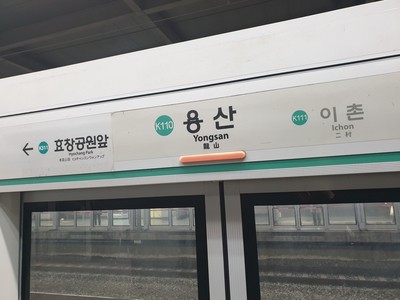 ← K311 효창공원앞
Hyochang Park
K110 용산
Yongsan
龍山
K111 이촌
Ichon
二村